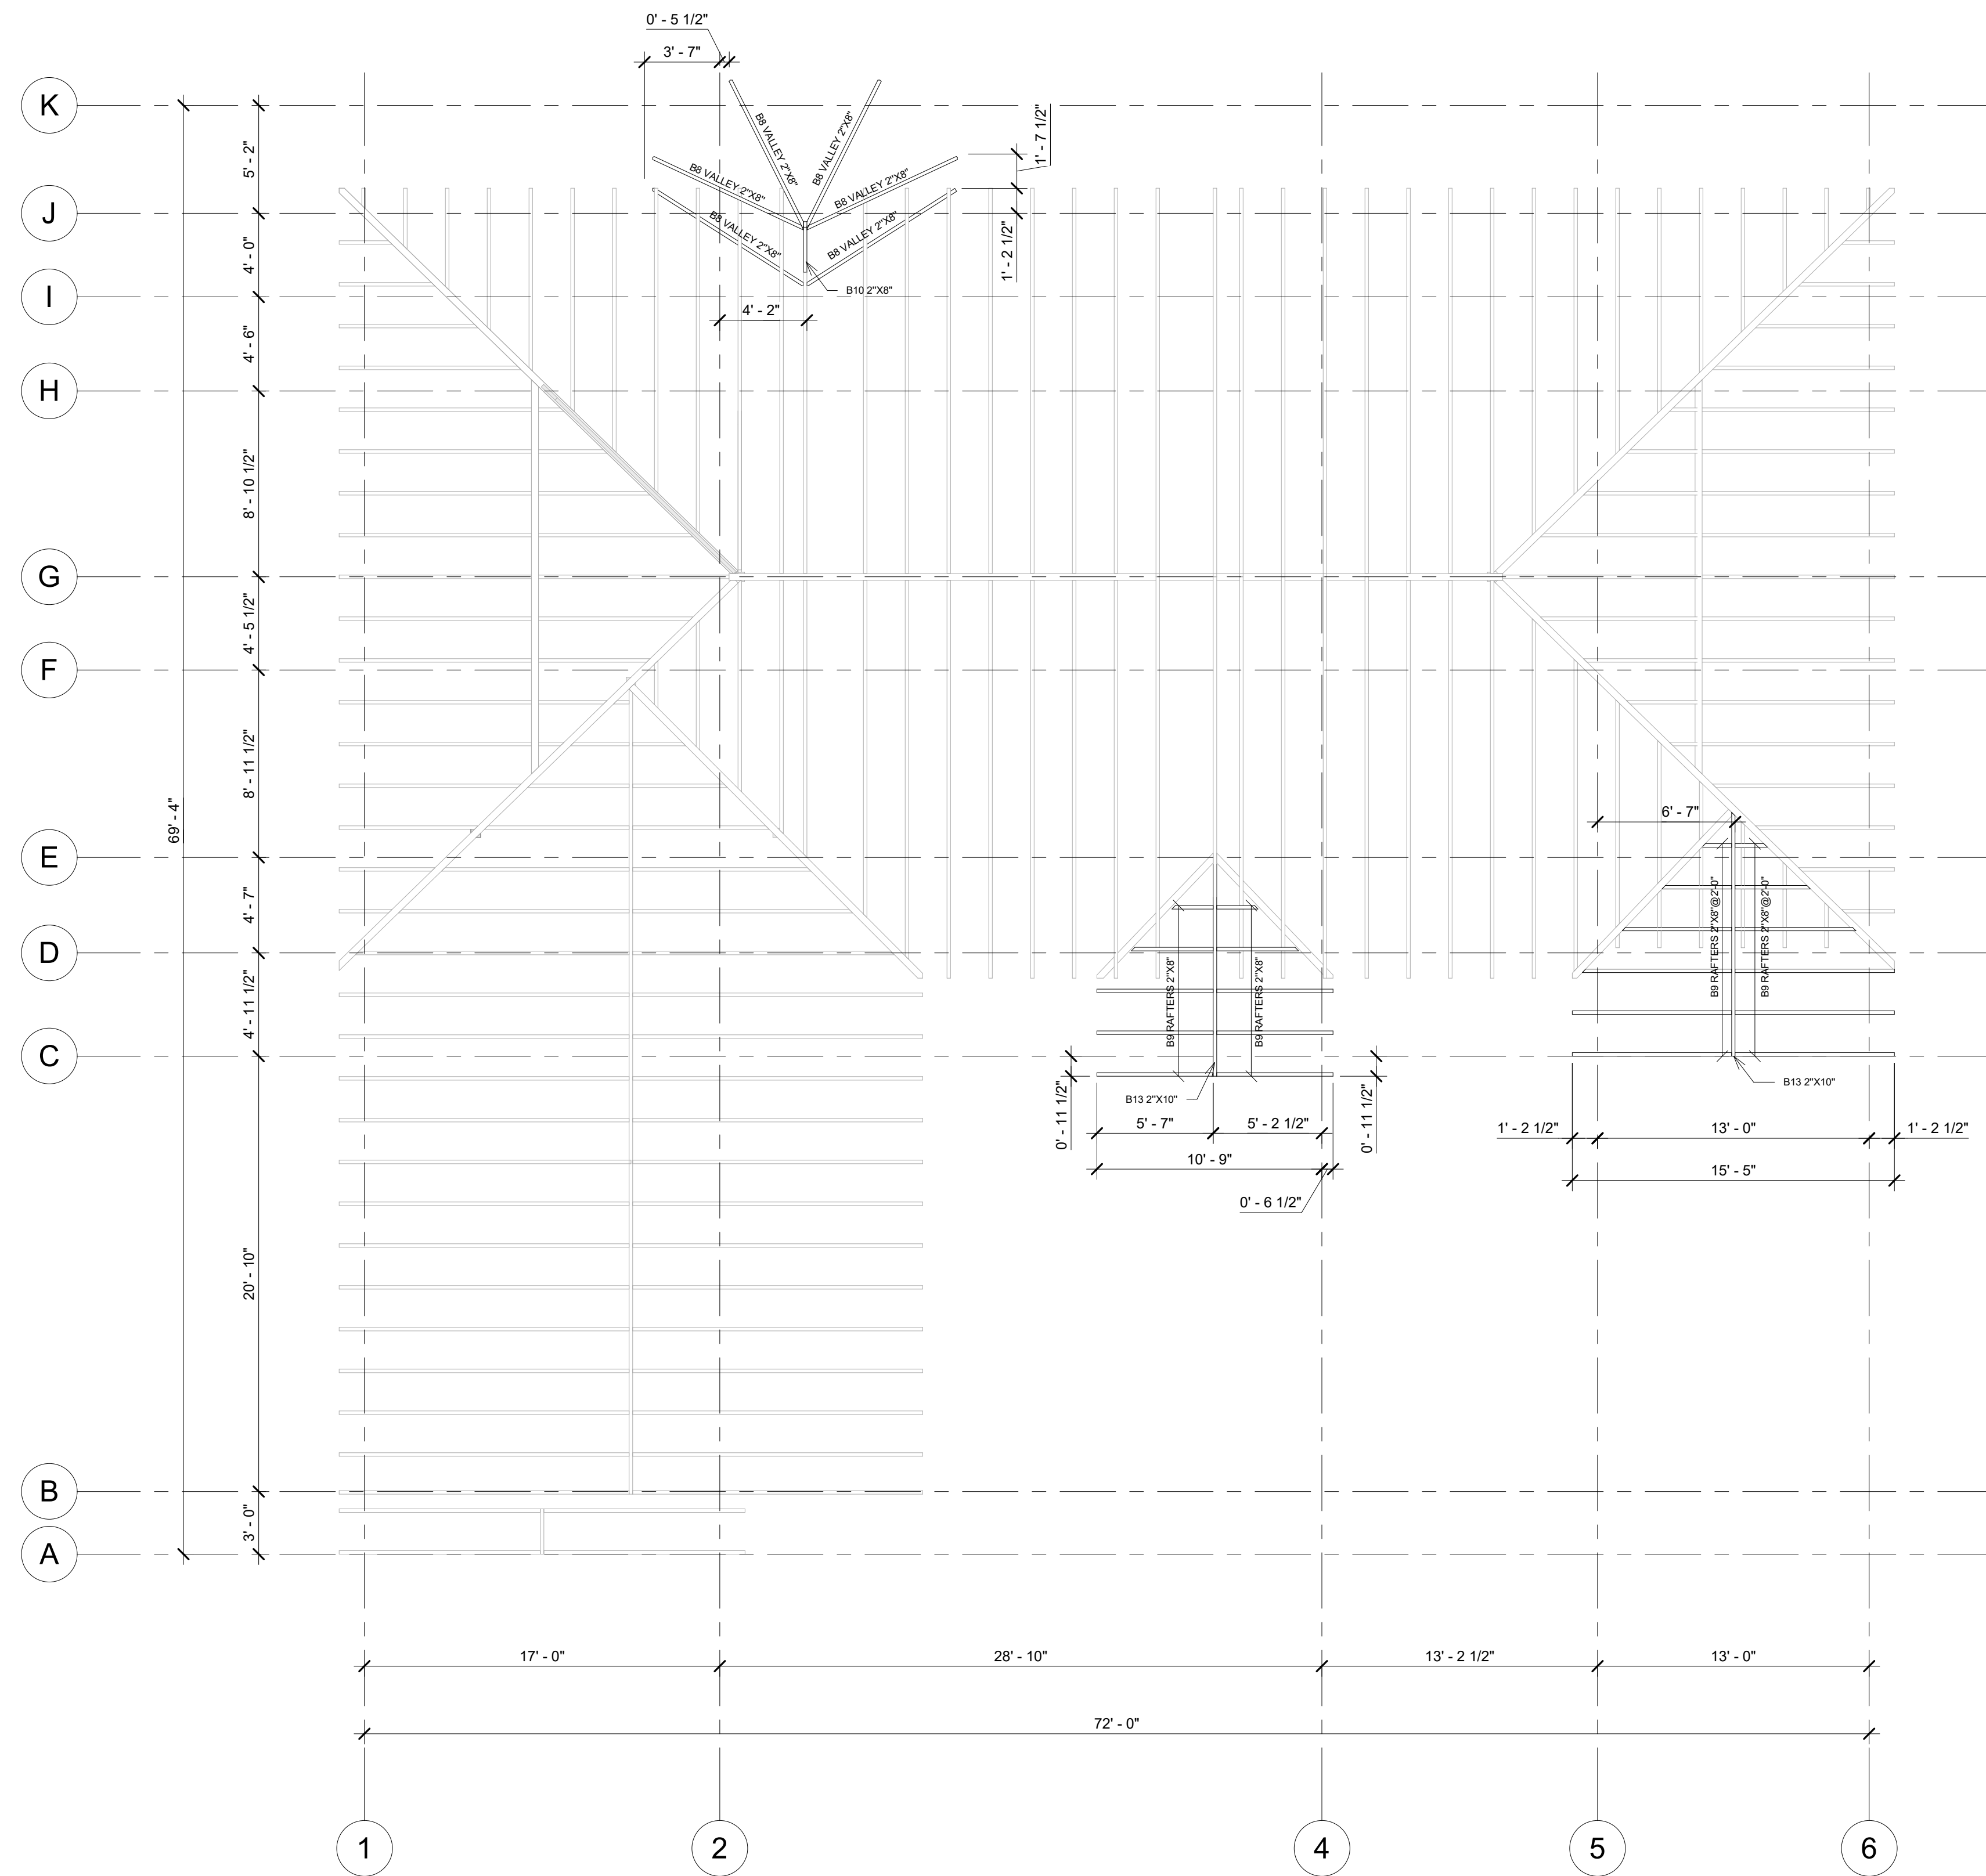 0' - 5 1/2"
3' - 7"
K
5' - 2"
B8 VALLEY 2"X8"
B8 VALLEY 2"X8"
1' - 7 1/2"
B8 VALLEY 2"X8"
B8 VALLEY 2"X8"
J
4' - 0"
B8 VALLEY 2"X8"
B8 VALLEY 2"X8"
1' - 2 1/2"
I
B10 2"X8"
4' - 2"
4' - 6"
H
8' - 10 1/2"
G
4' - 5 1/2"
F
8' - 11 1/2"
69' - 4"
6' - 7"
E
4' - 7"
B9 RAFTERS 2"X8"@2'-0"
B9 RAFTERS 2"X8"@2'-0"
D
4' - 11 1/2"
B9 RAFTERS 2"X8"
B9 RAFTERS 2"X8"
C
B13 2"X10"
B13 2"X10"
0' - 11 1/2"
0' - 11 1/2"
5' - 7"
5' - 2 1/2"
1' - 2 1/2"
13' - 0"
1' - 2 1/2"
10' - 9"
15' - 5"
0' - 6 1/2"
20' - 10"
B
3' - 0"
A
17' - 0"
28' - 10"
13' - 2 1/2"
13' - 0"
72' - 0"
1
2
4
5
6